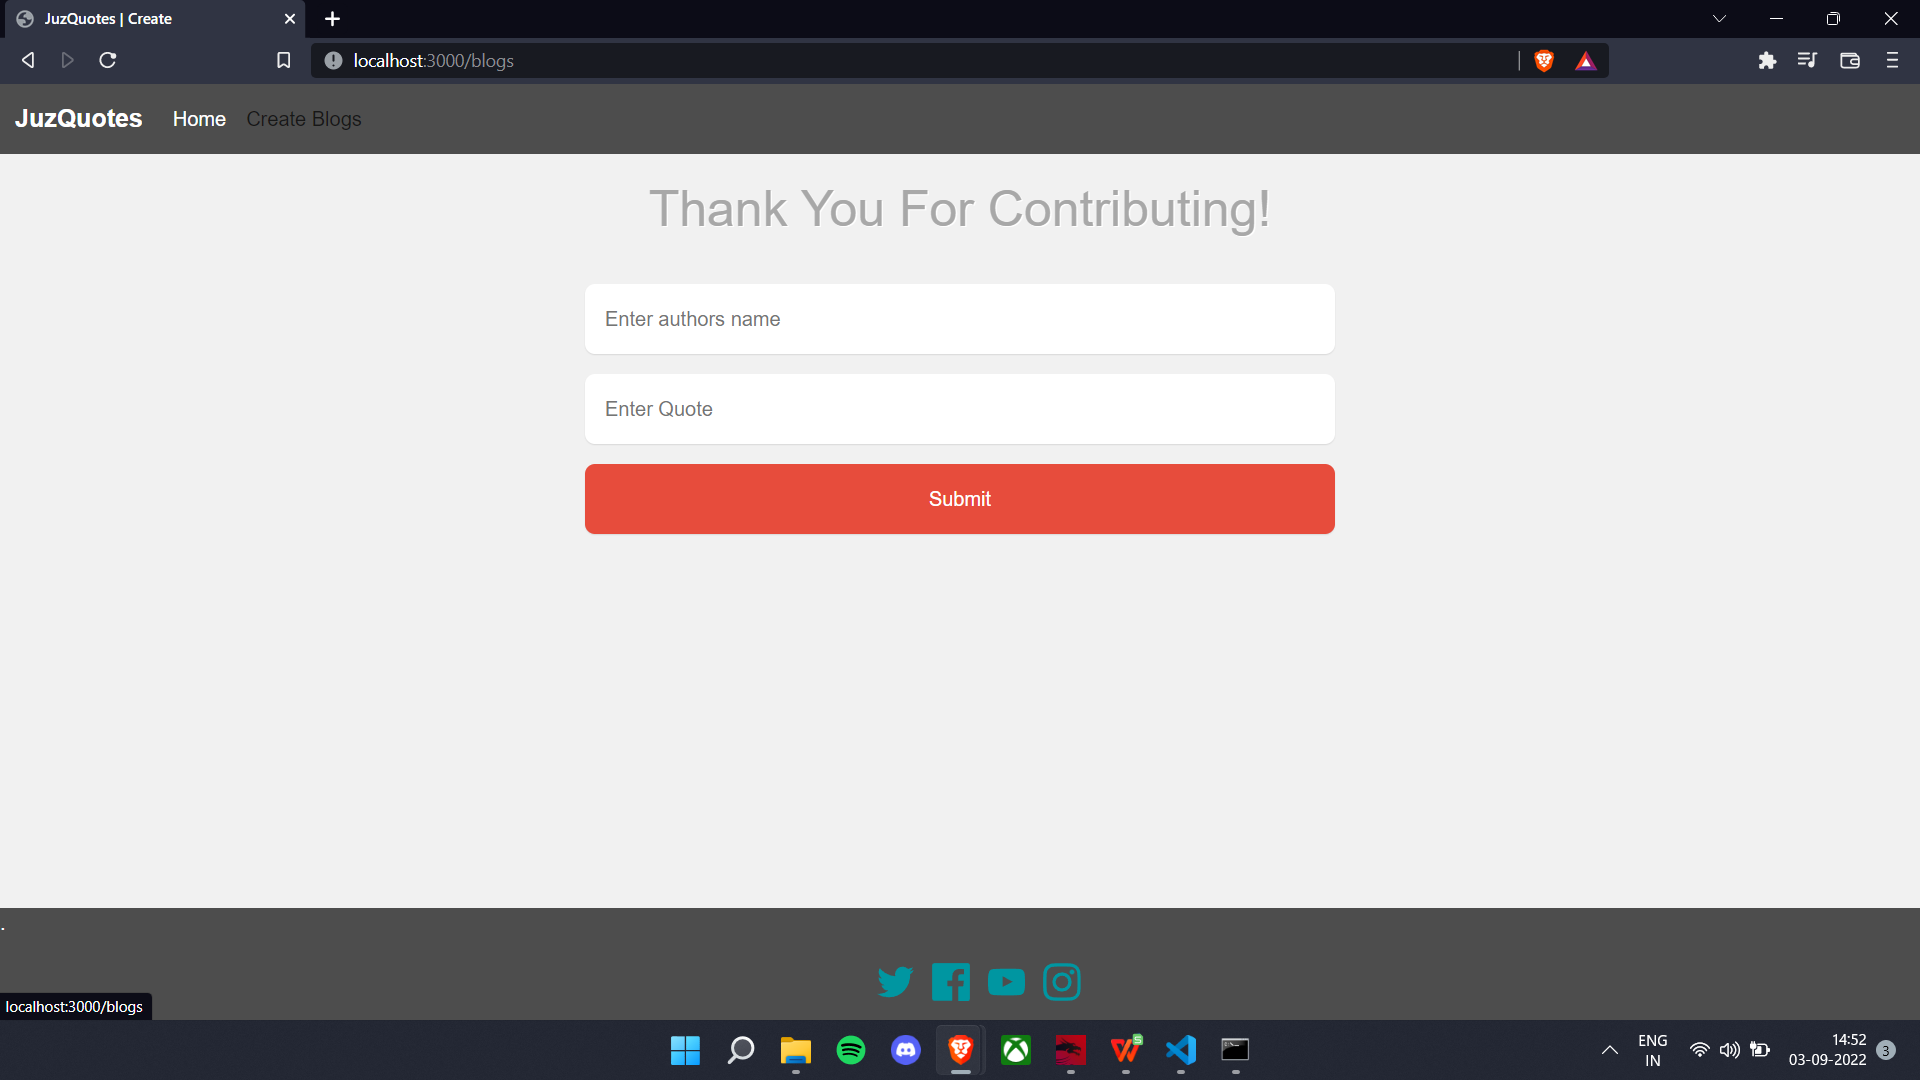 JuzQuotes | Create
localhost:3000/blogs
JuzQuotes Home Create Blogs
Thank You For Contributing!
Enter authors name
Enter Quote
Submit
.
localhost:3000/blogs
S
ENG
IN
14:52
03-09-2022
3